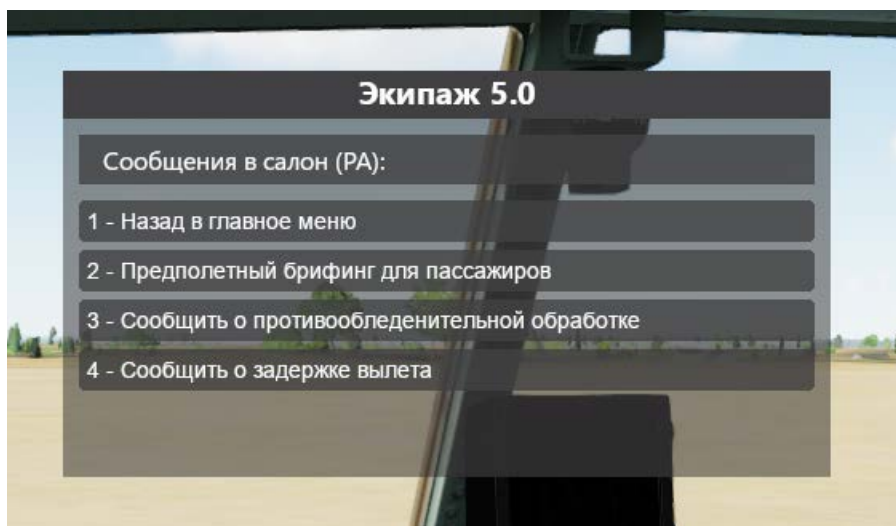 Экипаж 5.0
Сообщения в салон (PA):
1 - Назад в главное меню
2 - Предполетный брифинг для пассажиров
3 - Сообщить о противообледенительной обработке
4 - Сообщить о задержке вылета